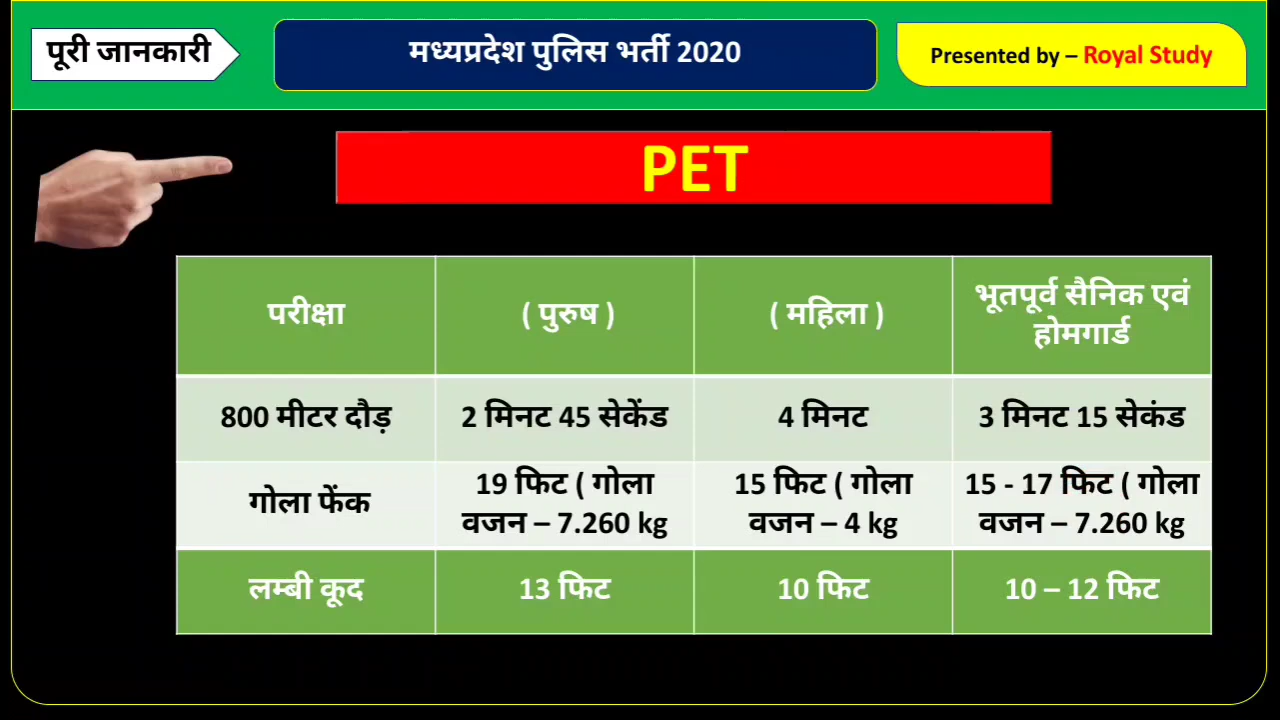 पूरी जानकारी
मध्यप्रदेश पुलिस भर्ती 2020
Presented by – Royal Study
PET
परीक्षा
( पुरुष )
( महिला )
भूतपूर्व सैनिक एवं
होमगार्ड
800 मीटर दौड़
2 मिनट 45 सेकेंड
4 मिनट
3 मिनट 15 सेकंड
गोला फेंक
19 फिट ( गोला
वजन – 7.260 kg
15 फिट ( गोला
वजन – 4 kg
15 - 17 फिट ( गोला
वजन – 7.260 kg
लम्बी कूद
13 फिट
10 फिट
10 – 12 फिट